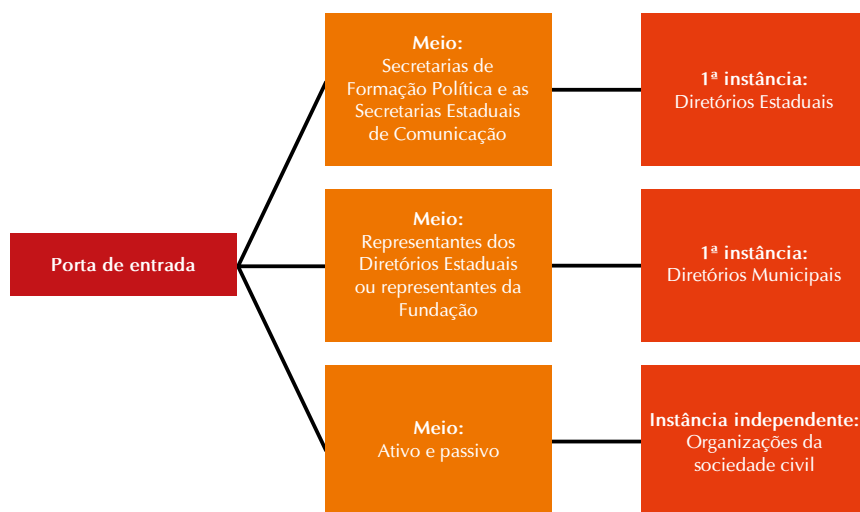 Porta de entrada
Meio:
Secretarias de
Formação Política e as
Secretarias Estaduais
de Comunicação
1ª instância:
Diretórios Estaduais
Meio:
Representantes dos
Diretórios Estaduais
ou representantes da
Fundação
1ª instância:
Diretórios Municipais
Meio:
Ativo e passivo
Instância independente:
Organizações da
sociedade civil